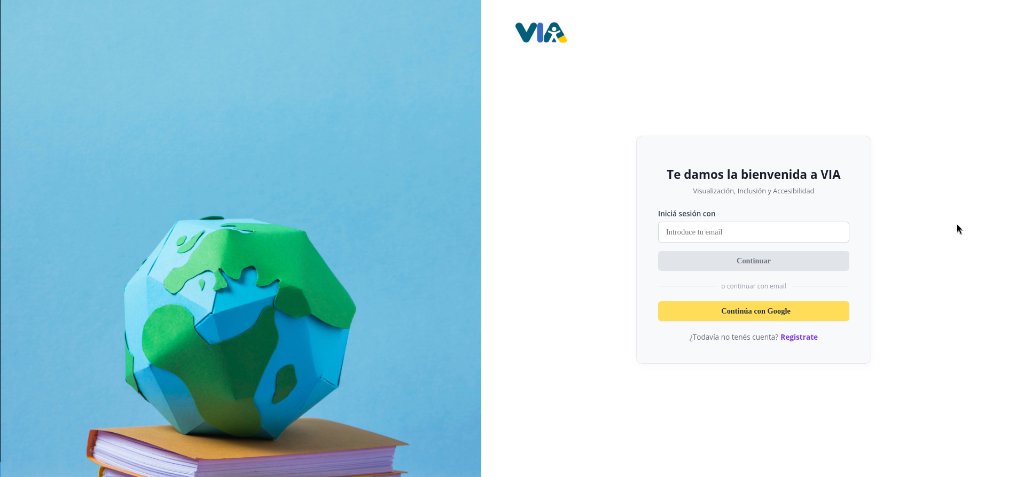 VIA
Te damos la bienvenida a VIA
Visualización, Inclusión y Accesibilidad
Iniciá sesión con
Introduce tu email
Continuar
o continuar con email
Continúa con Google
¿Todavía no tenés cuenta? Registrate